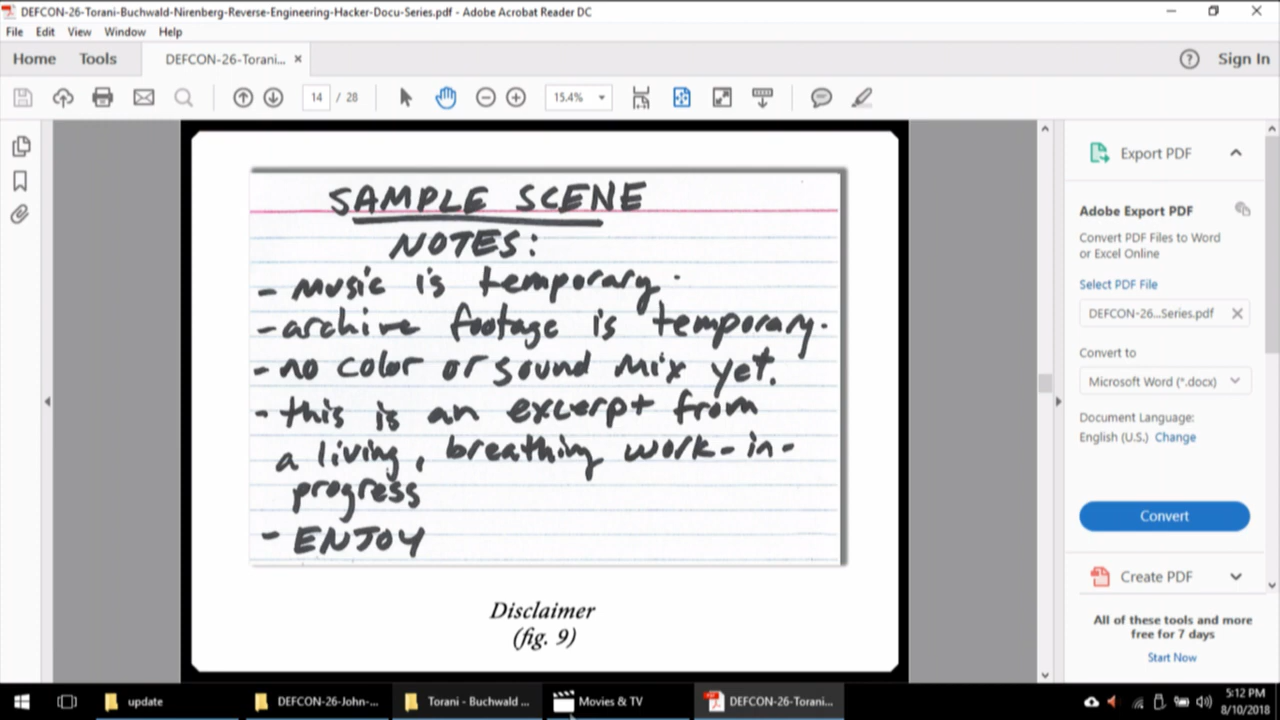 DEFCON-26-Torani-Buchwald-Nirenberg-Reverse-Engineering-Hacker-Docu-Series.pdf - Adobe Acrobat Reader DC
File Edit View Window Help
Home Tools DEFCON-26-Torani... × ? Sign In
14 / 28 15.4%
SAMPLE SCENE
NOTES:
- music is temporary.
- archive footage is temporary.
- no color or sound mix yet.
- this is an excerpt from
a living, breathing work-in-
progress
- ENJOY
Disclaimer
(fig. 9)
Export PDF
Adobe Export PDF
Convert PDF Files to Word
or Excel Online
Select PDF File
DEFCON-26...Series.pdf
Convert to
Microsoft Word (*.docx)
Document Language:
English (U.S.) Change
Convert
Create PDF
All of these tools and more
free for 7 days
Start Now
update DEFCON-26-John-... Torani - Buchwald ... Movies & TV DEFCON-26-Torani... 5:12 PM
8/10/2018